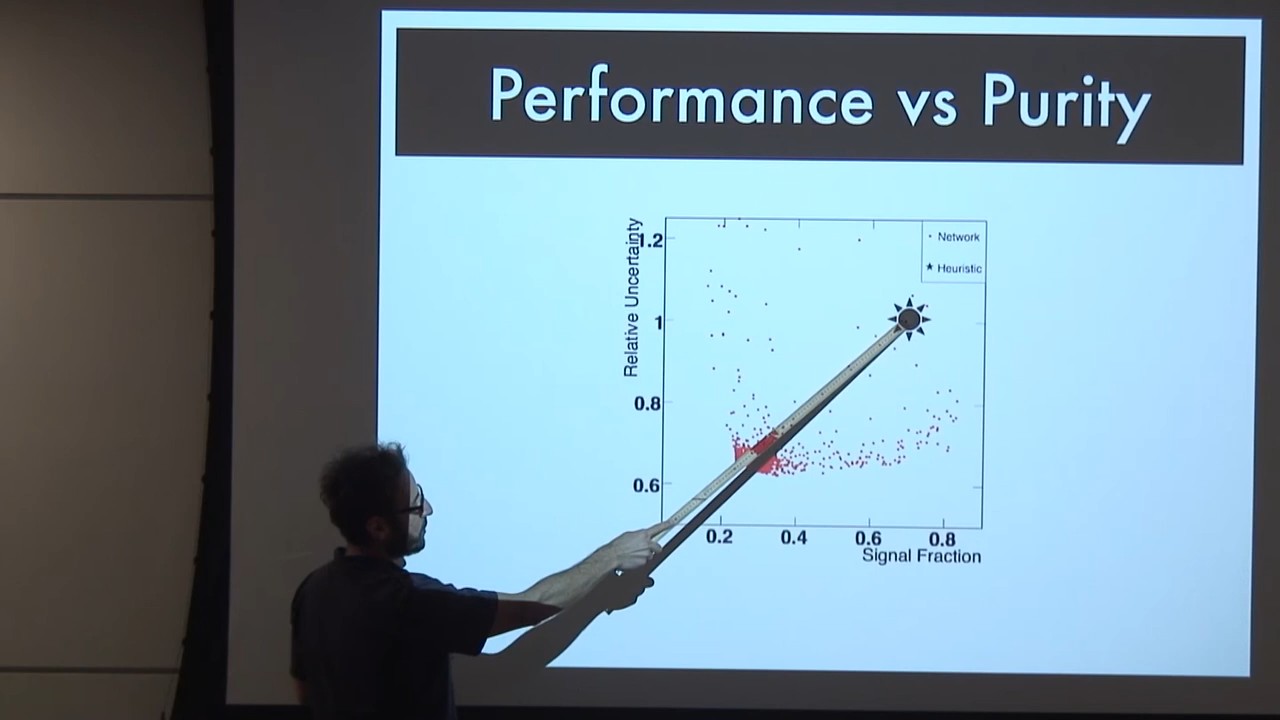 Performance vs Purity
Relative Uncertainty
1.2
1
0.8
0.6
Network
Heuristic
0.2 0.4 0.6 0.8
Signal Fraction